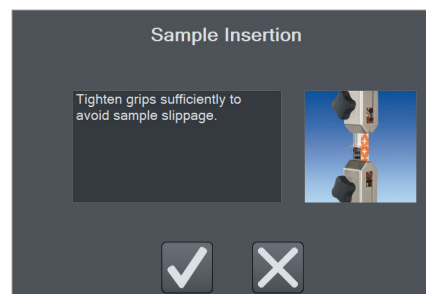 Sample Insertion
Tighten grips sufficiently to
avoid sample slippage.